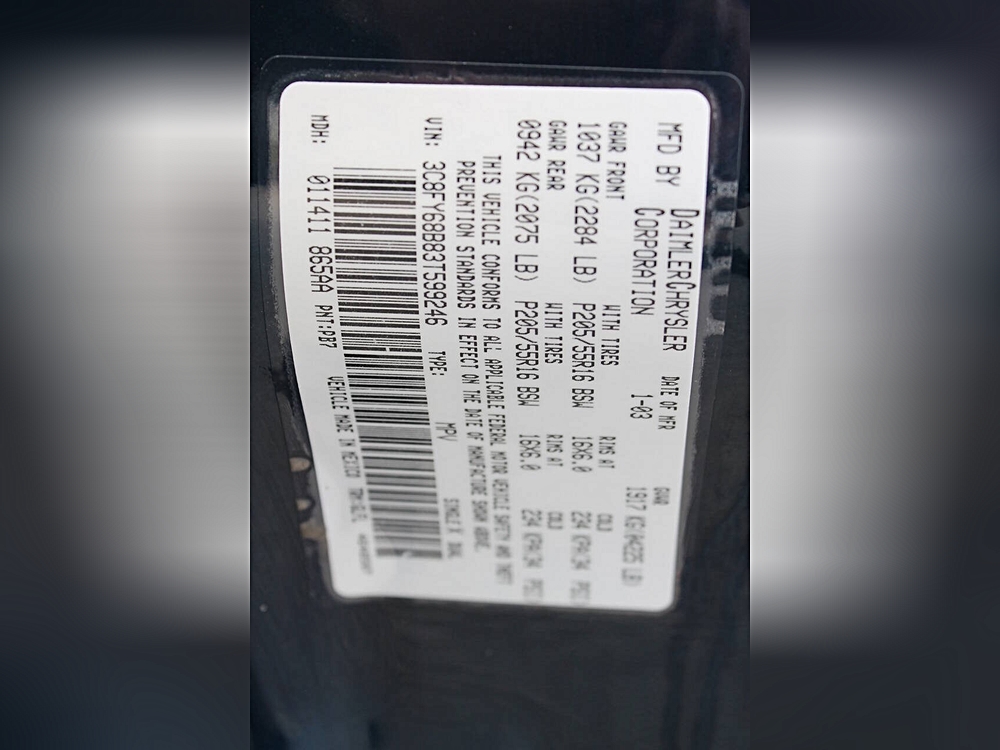 MFD BY DAIMLERCHRYSLER CORPORATION
DATE OF MFR 1-03
GVWR 1917 KG(4225 LB)
GAWR FRONT WITH TIRES RIMS AT COLD
1037 KG(2284 LB) P205/55R16 BSW 16X6.0 234 KPA(34 PSI)
GAWR REAR WITH TIRES RIMS AT COLD
0942 KG(2075 LB) P205/55R16 BSW 16X6.0 234 KPA(34 PSI)
THIS VEHICLE CONFORMS TO ALL APPLICABLE FEDERAL MOTOR VEHICLE SAFETY AND THEFT
PREVENTION STANDARDS IN EFFECT ON THE DATE OF MANUFACTURE SHOWN ABOVE.
VIN: 3C8FY68B83T599246 TYPE: MPV SINGLE X DUAL
MDH: 011411 865AA PNT:PB7 VEHICLE MADE IN MEXICO